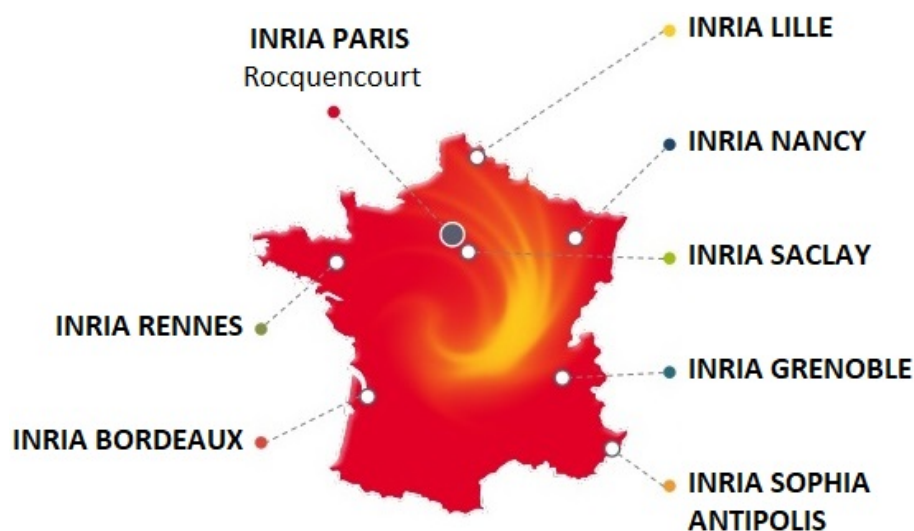 INRIA PARIS
Rocquencourt
INRIA LILLE
INRIA NANCY
INRIA SACLAY
INRIA RENNES
INRIA GRENOBLE
INRIA BORDEAUX
INRIA SOPHIA
ANTIPOLIS